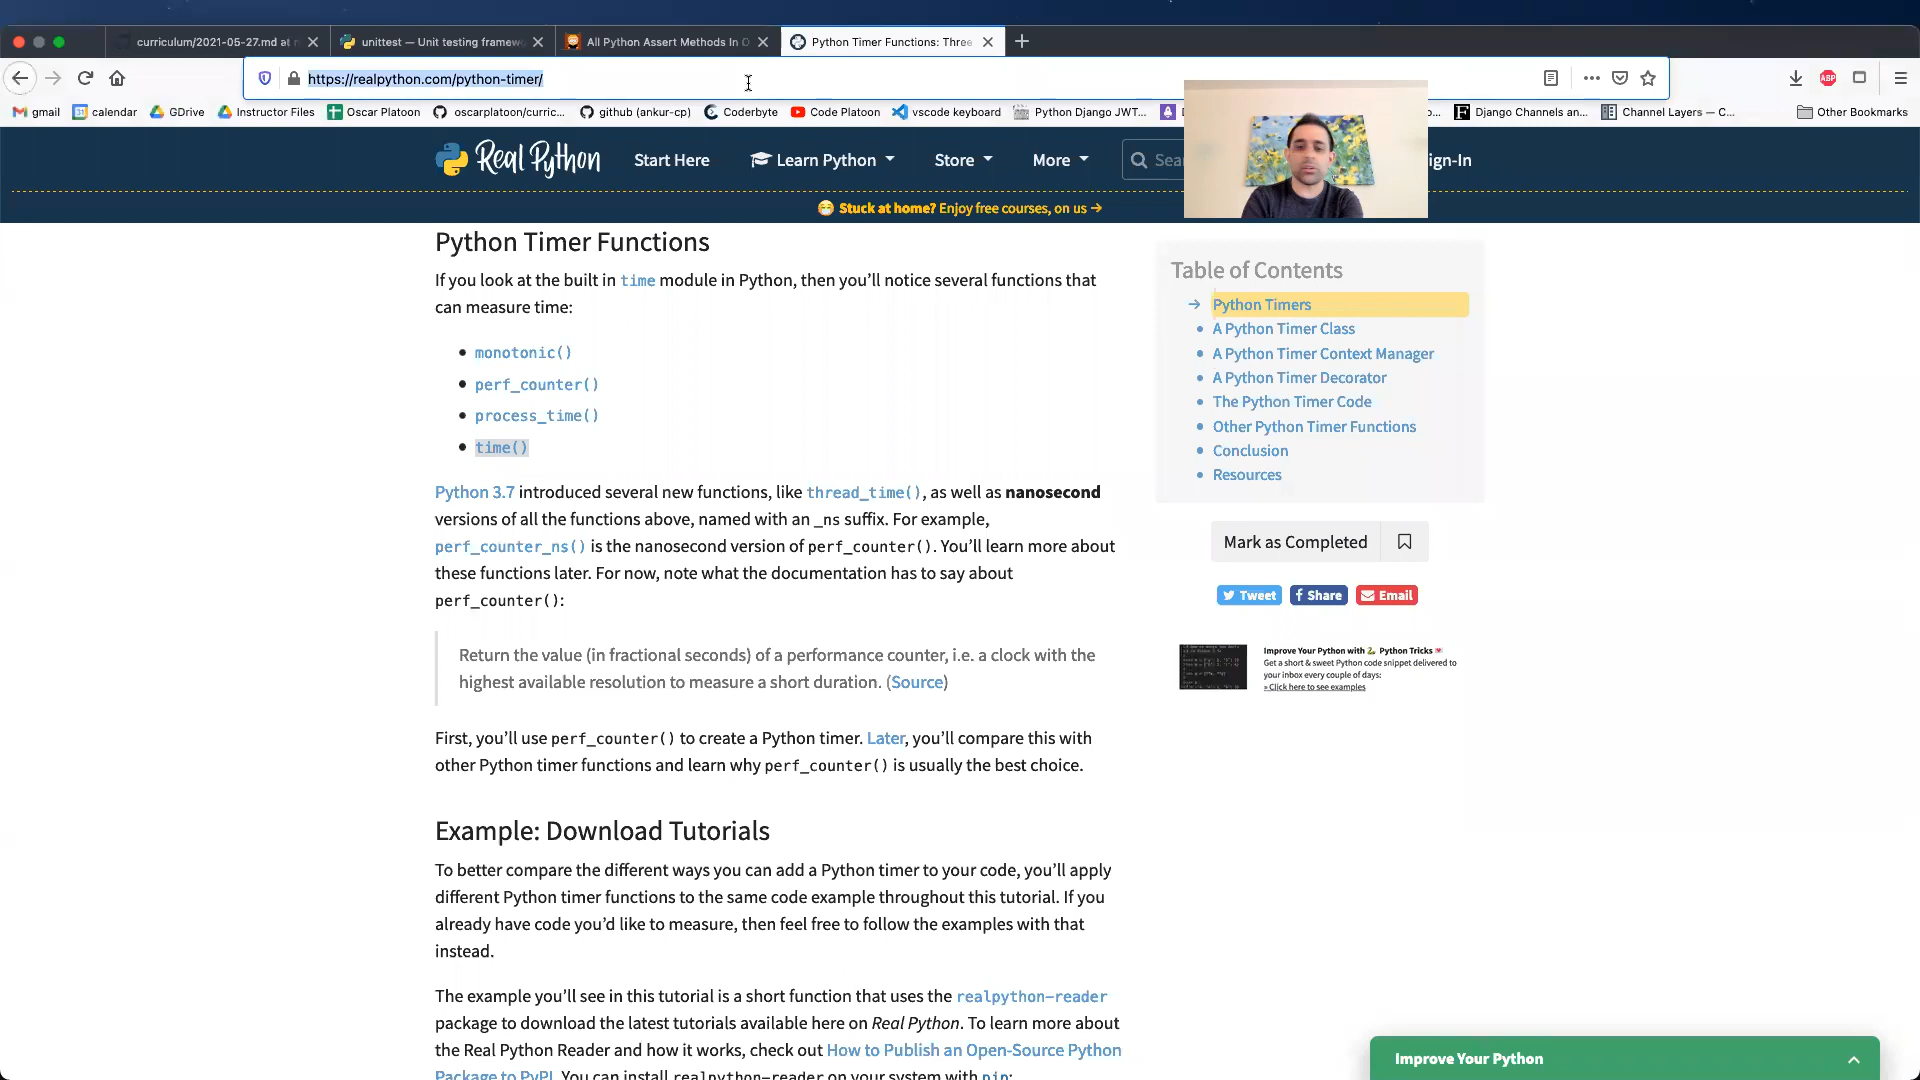 curriculum/2021-05-27.md at
unittest — Unit testing framew
All Python Assert Methods In O
Python Timer Functions: Three
https://realpython.com/python-timer/
ABP
gmail
calendar
GDrive
Instructor Files
Oscar Platoon
oscarplatoon/curric...
github (ankur-cp)
Coderbyte
Code Platoon
vscode keyboard
Python Django JWT...
D
o...
Django Channels an...
Channel Layers — C...
Other Bookmarks
Real Python
Start Here
Learn Python
Store
More
Sea
ign-In
Stuck at home? Enjoy free courses, on us →
Python Timer Functions
If you look at the built in time module in Python, then you’ll notice several functions that
can measure time:
• monotonic()
• perf_counter()
• process_time()
• time()
Python 3.7 introduced several new functions, like thread_time(), as well as nanosecond
versions of all the functions above, named with an _ns suffix. For example,
perf_counter_ns() is the nanosecond version of perf_counter(). You’ll learn more about
these functions later. For now, note what the documentation has to say about
perf_counter():
Return the value (in fractional seconds) of a performance counter, i.e. a clock with the
highest available resolution to measure a short duration. (Source)
First, you’ll use perf_counter() to create a Python timer. Later, you’ll compare this with
other Python timer functions and learn why perf_counter() is usually the best choice.
Example: Download Tutorials
To better compare the different ways you can add a Python timer to your code, you’ll apply
different Python timer functions to the same code example throughout this tutorial. If you
already have code you’d like to measure, then feel free to follow the examples with that
instead.
The example you’ll see in this tutorial is a short function that uses the realpython-reader
package to download the latest tutorials available here on Real Python. To learn more about
the Real Python Reader and how it works, check out How to Publish an Open-Source Python
Package to PyPI. You can install realpython-reader on your system with pip:
Table of Contents
→ Python Timers
• A Python Timer Class
• A Python Timer Context Manager
• A Python Timer Decorator
• The Python Timer Code
• Other Python Timer Functions
• Conclusion
• Resources
Mark as Completed
Tweet
Share
Email
Improve Your Python with Python Tricks
Get a short & sweet Python code snippet delivered to
your inbox every couple of days:
» Click here to see examples
Improve Your Python